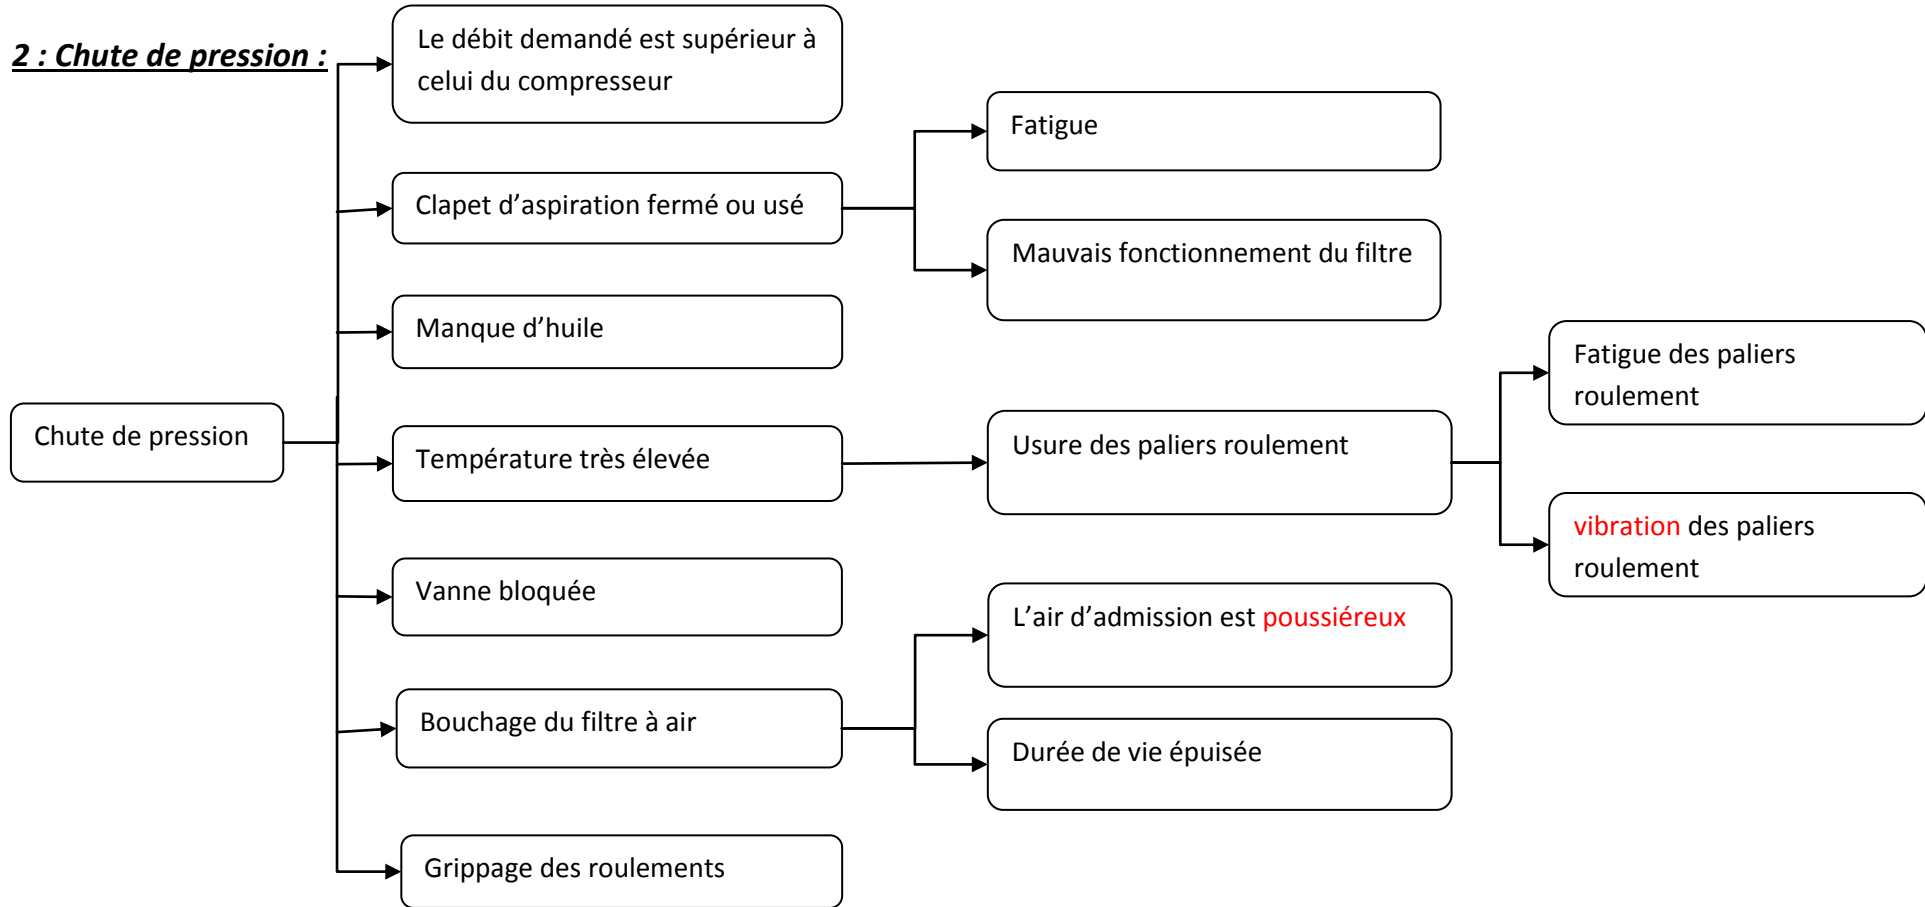 2 : Chute de pression :
Le débit demandé est supérieur à
celui du compresseur
Fatigue
Clapet d’aspiration fermé ou usé
Mauvais fonctionnement du filtre
Manque d’huile
Fatigue des paliers
roulement
Chute de pression
Température très élevée
Usure des paliers roulement
vibration des paliers
roulement
Vanne bloquée
L’air d’admission est poussiéreux
Bouchage du filtre à air
Durée de vie épuisée
Grippage des roulements